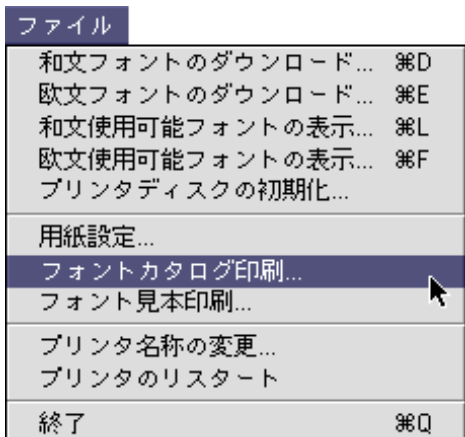 ファイル
和文フォントのダウンロード... ⌘D
欧文フォントのダウンロード... ⌘E
和文使用可能フォントの表示... ⌘L
欧文使用可能フォントの表示... ⌘F
プリンタディスクの初期化...
用紙設定...
フォントカタログ印刷...
フォント見本印刷...
プリンタ名称の変更...
プリンタのリスタート
終了 ⌘Q